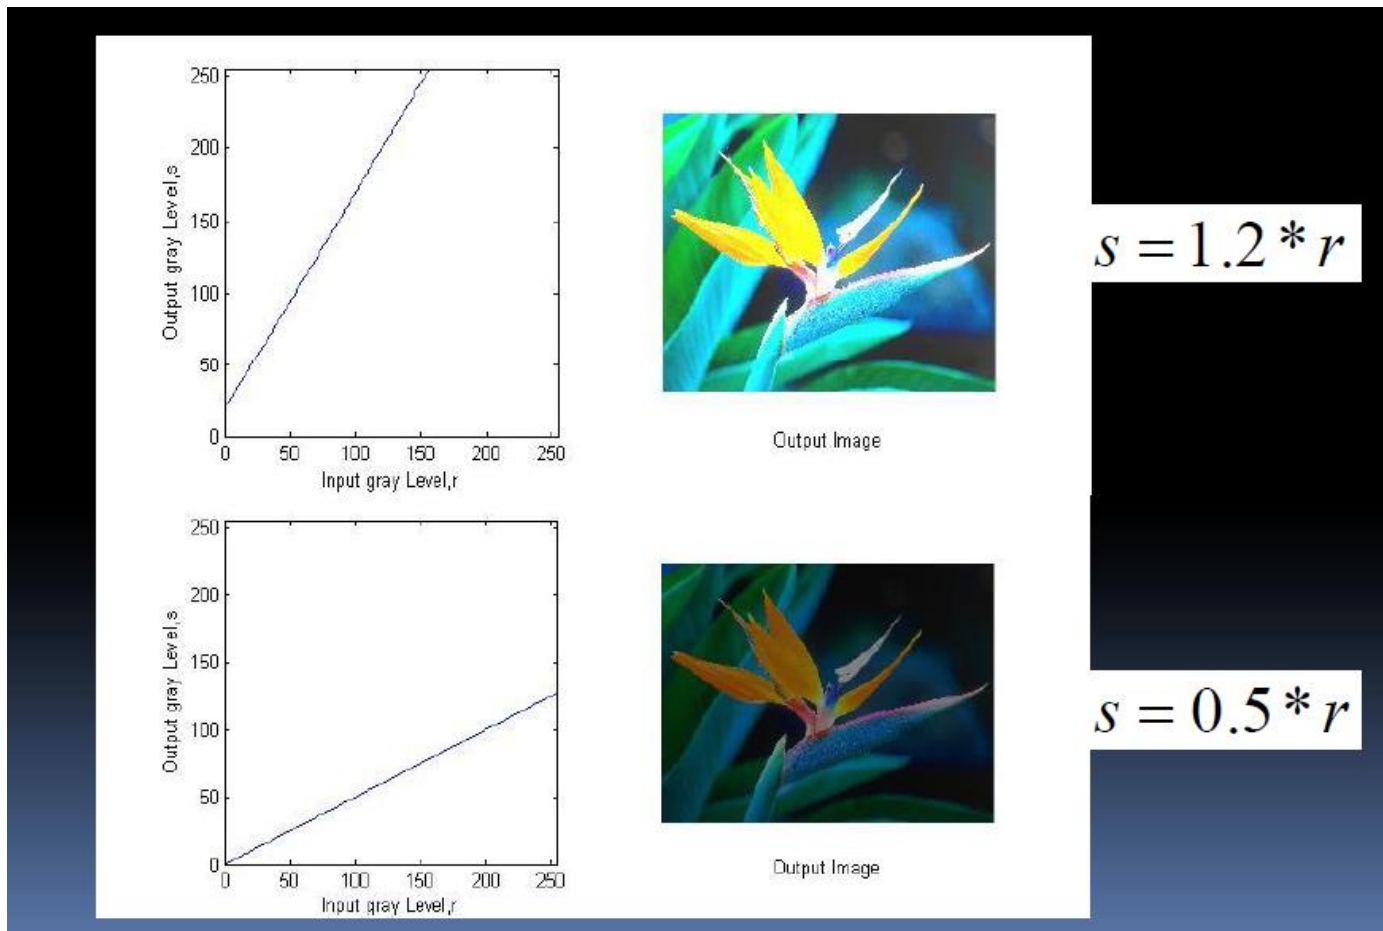 250
200
150
100
50
0
Output gray Level,s
0 50 100 150 200 250
Input gray Level,r
Output Image
s = 1.2 * r
250
200
150
100
50
0
Output gray Level,s
0 50 100 150 200 250
Input gray Level,r
Output Image
s = 0.5 * r